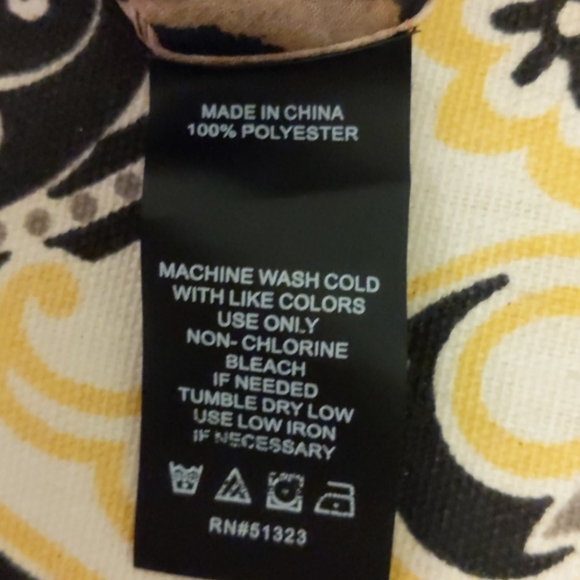 MADE IN CHINA
100% POLYESTER
MACHINE WASH COLD
WITH LIKE COLORS
USE ONLY
NON- CHLORINE
BLEACH
IF NEEDED
TUMBLE DRY LOW
USE LOW IRON
IF NECESSARY
RN#51323